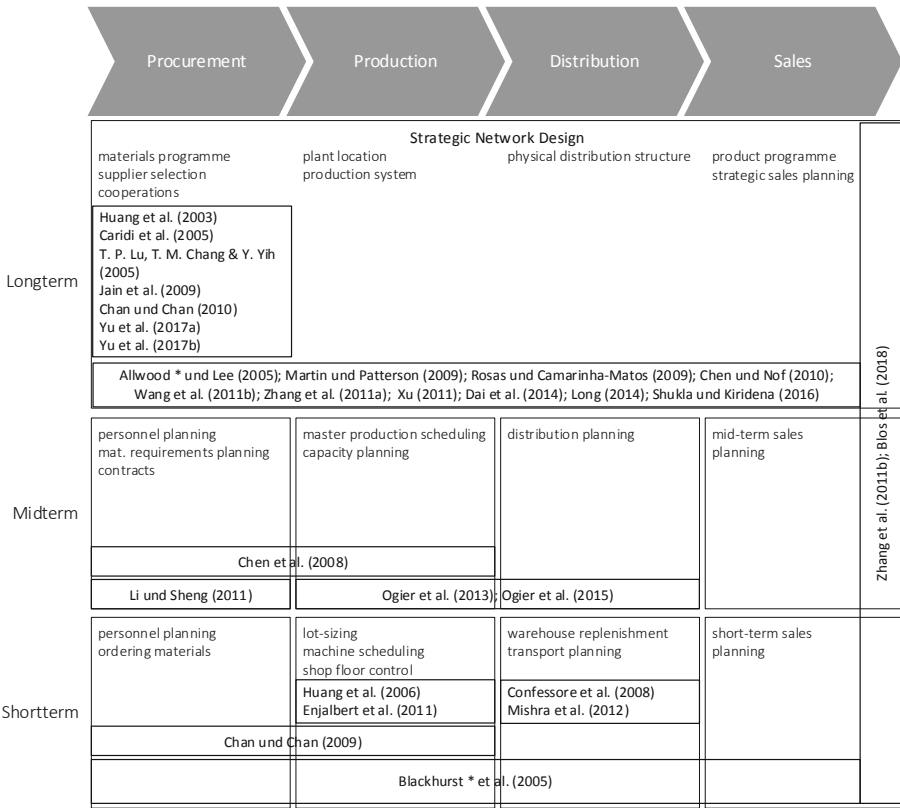 Procurement
Production
Distribution
Sales
Strategic Network Design
materials programme
supplier selection
cooperations
plant location
production system
physical distribution structure
product programme
strategic sales planning
Longterm
Huang et al. (2003)
Caridi et al. (2005)
T. P. Lu, T. M. Chang & Y. Yih
(2005)
Jain et al. (2009)
Chan und Chan (2010)
Yu et al. (2017a)
Yu et al. (2017b)
Allwood * und Lee (2005); Martin und Patterson (2009); Rosas und Camarinha-Matos (2009); Chen und Nof (2010);
Wang et al. (2011b); Zhang et al. (2011a); Xu (2011); Dai et al. (2014); Long (2014); Shukla und Kiridena (2016)
Zhang et al. (2011b); Blos et al. (2018)
Midterm
personnel planning
mat. requirements planning
contracts
master production scheduling
capacity planning
distribution planning
mid-term sales
planning
Chen et al. (2008)
Li und Sheng (2011)
Ogier et al. (2013); Ogier et al. (2015)
Shortterm
personnel planning
ordering materials
lot-sizing
machine scheduling
shop floor control
warehouse replenishment
transport planning
short-term sales
planning
Huang et al. (2006)
Enjalbert et al. (2011)
Confessore et al. (2008)
Mishra et al. (2012)
Chan und Chan (2009)
Blackhurst * et al. (2005)